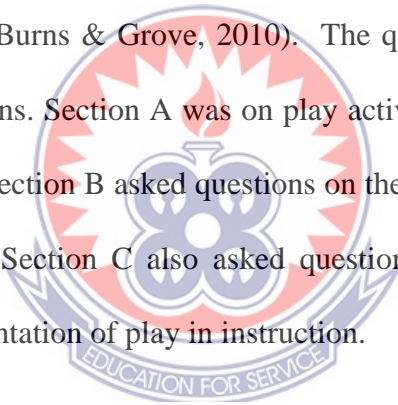 Burns & Grove, 2010). The q
ns. Section A was on play activ
ection B asked questions on the
Section C also asked question
ntation of play in instruction.
EDUCATION FOR SERVICE